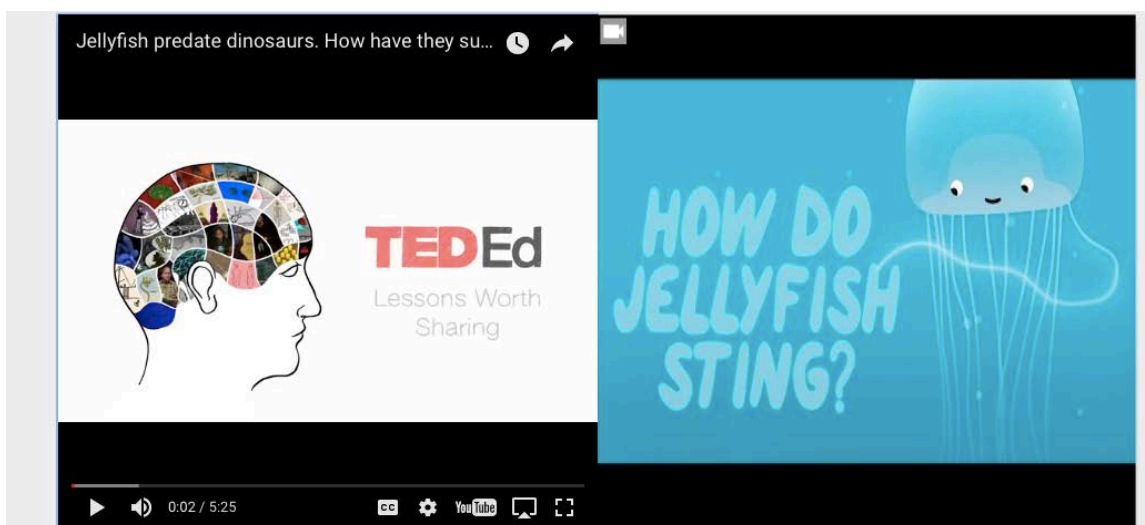 Jellyfish predate dinosaurs. How have they su...
TEDEd
Lessons Worth
Sharing
0:02 / 5:25
CC
YouTube
HOW DO
JELLYFISH
STING?